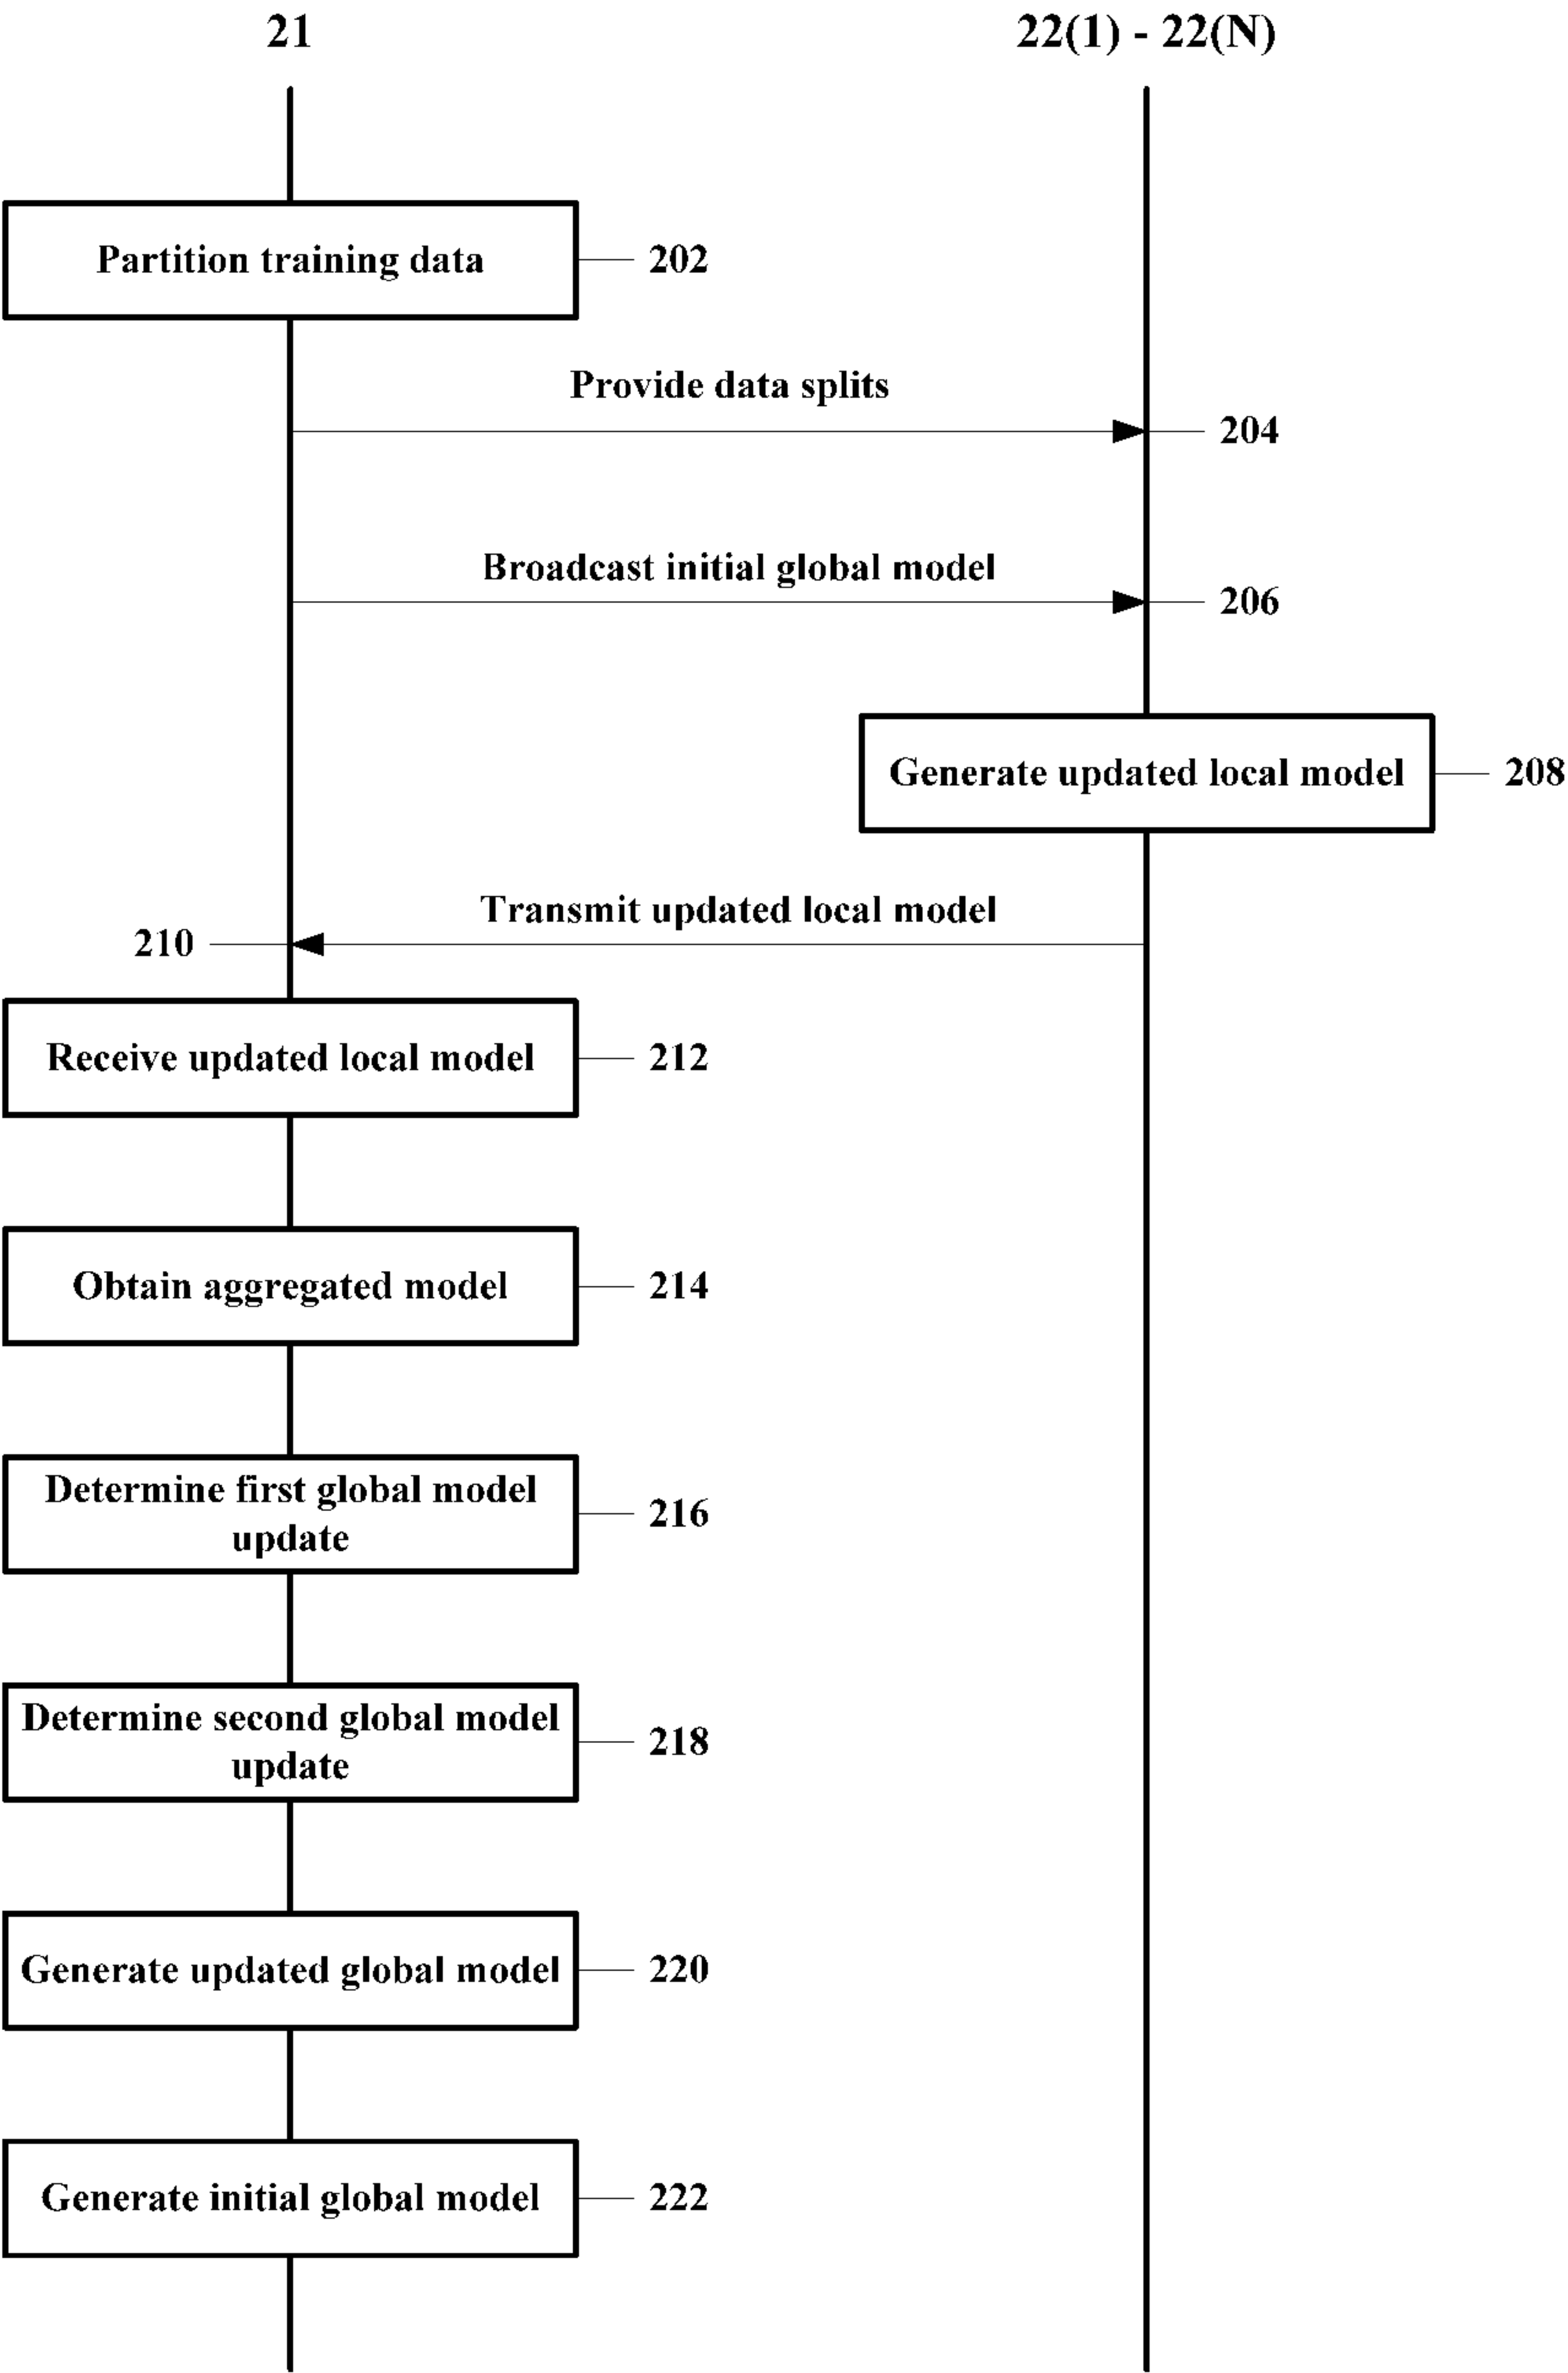 21
22(1) - 22(N)
Partition training data
202
Provide data splits
204
Broadcast initial global model
206
Generate updated local model
208
Transmit updated local model
210
Receive updated local model
212
Obtain aggregated model
214
Determine first global model
update
216
Determine second global model
update
218
Generate updated global model
220
Generate initial global model
222